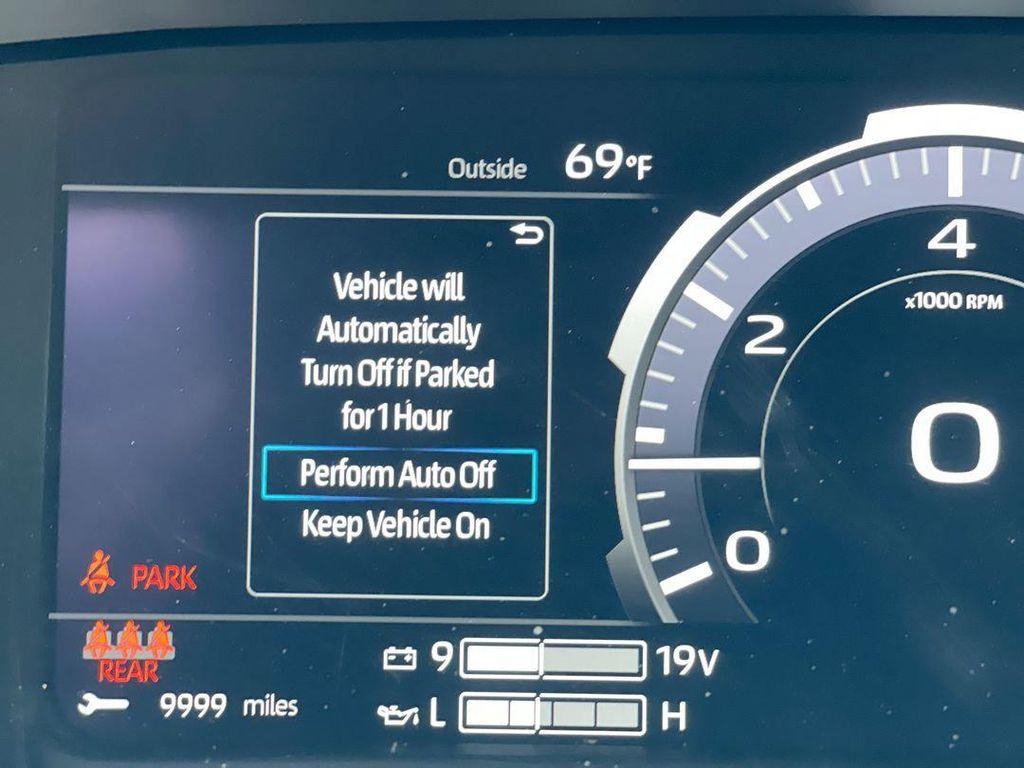 Outside 69°F
Vehicle will
Automatically
Turn Off if Parked
for 1 Hour
Perform Auto Off
Keep Vehicle On
4
x1000 RPM
2
0
0
PARK
REAR
9999 miles
9 19V
L H